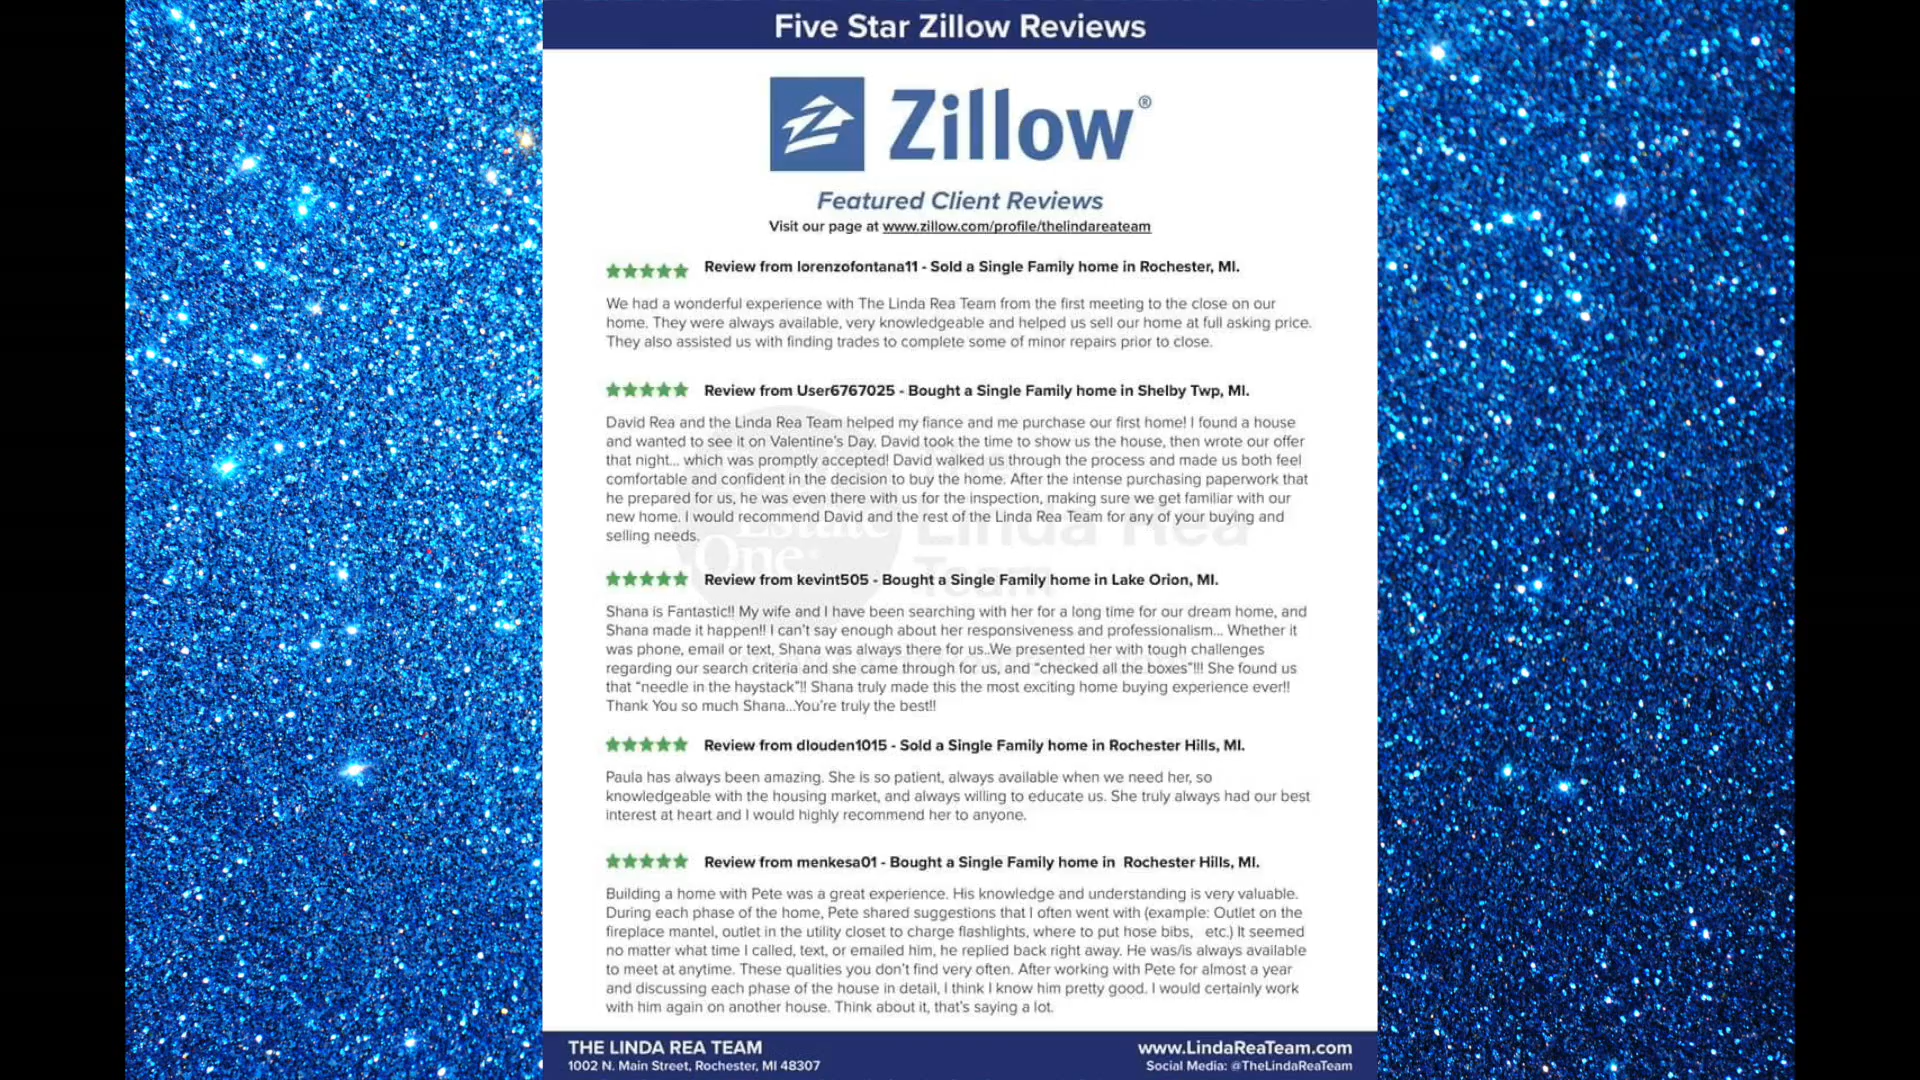 Five Star Zillow Reviews
Zillow®
Featured Client Reviews
Visit our page at www.zillow.com/profile/thelindareateam
Review from lorenzofontana11 - Sold a Single Family home in Rochester, MI.
We had a wonderful experience with The Linda Rea Team from the first meeting to the close on our
home. They were always available, very knowledgeable and helped us sell our home at full asking price.
They also assisted us with finding trades to complete some of minor repairs prior to close.
Review from User6767025 - Bought a Single Family home in Shelby Twp, MI.
David Rea and the Linda Rea Team helped my fiance and me purchase our first home! I found a house
and wanted to see it on Valentine's Day. David took the time to show us the house, then wrote our offer
that night... which was promptly accepted! David walked us through the process and made us both feel
comfortable and confident in the decision to buy the home. After the intense purchasing paperwork that
he prepared for us, he was even there with us for the inspection, making sure we get familiar with our
new home. I would recommend David and the rest of the Linda Rea Team for any of your buying and
selling needs.
Estate
One
Linda Rea
Team
Review from kevint505 - Bought a Single Family home in Lake Orion, MI.
Shana is Fantastic!! My wife and I have been searching with her for a long time for our dream home, and
Shana made it happen!! I can't say enough about her responsiveness and professionalism... Whether it
was phone, email or text, Shana was always there for us..We presented her with tough challenges
regarding our search criteria and she came through for us, and “checked all the boxes”!!! She found us
that “needle in the haystack”!! Shana truly made this the most exciting home buying experience ever!!
Thank You so much Shana...You're truly the best!!
Review from dlouden1015 - Sold a Single Family home in Rochester Hills, MI.
Paula has always been amazing. She is so patient, always available when we need her, so
knowledgeable with the housing market, and always willing to educate us. She truly always had our best
interest at heart and I would highly recommend her to anyone.
Review from menkesa01 - Bought a Single Family home in Rochester Hills, MI.
Building a home with Pete was a great experience. His knowledge and understanding is very valuable.
During each phase of the home, Pete shared suggestions that I often went with (example: Outlet on the
fireplace mantel, outlet in the utility closet to charge flashlights, where to put hose bibs, etc.) It seemed
no matter what time I called, text, or emailed him, he replied back right away. He was/is always available
to meet at anytime. These qualities you don't find very often. After working with Pete for almost a year
and discussing each phase of the house in detail, I think I know him pretty good. I would certainly work
with him again on another house. Think about it, that's saying a lot.
THE LINDA REA TEAM
1002 N. Main Street, Rochester, MI 48307
www.LindaReaTeam.com
Social Media: @TheLindaReaTeam